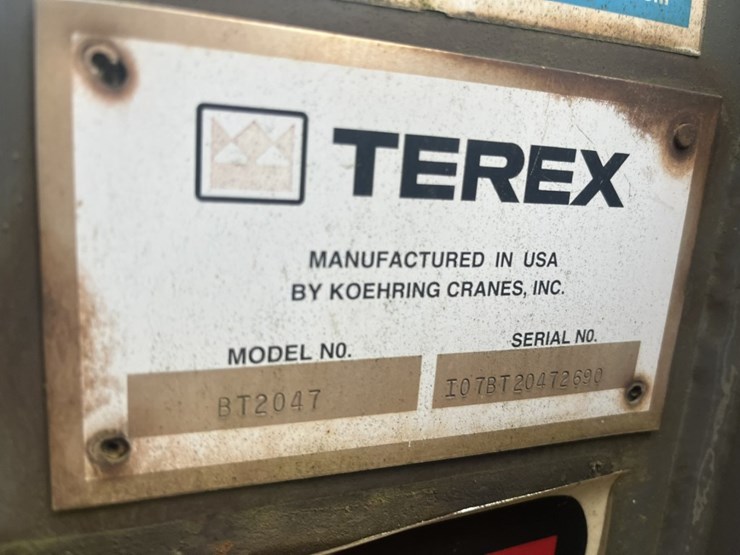 TEREX
MANUFACTURED IN USA
BY KOEHRING CRANES, INC.
MODEL NO.
BT2047
SERIAL NO.
I07BT20472690